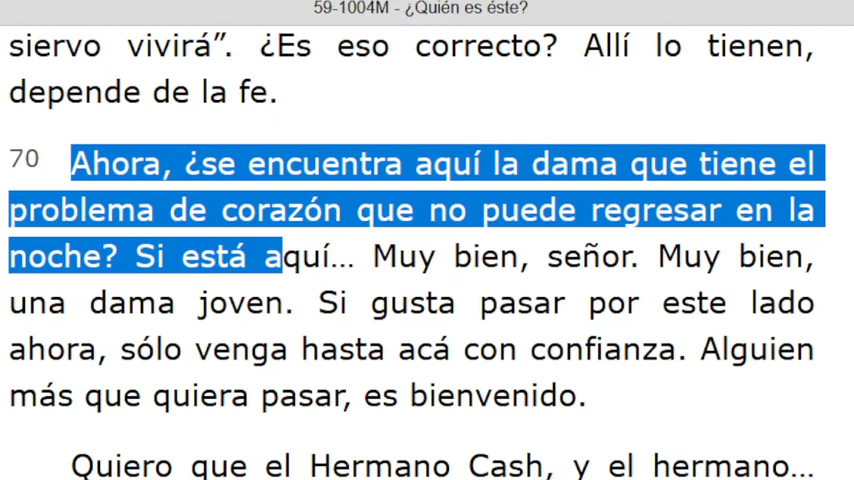 59-1004M - ¿Quién es éste?
siervo vivirá”. ¿Es eso correcto? Allí lo tienen,
depende de la fe.
70 Ahora, ¿se encuentra aquí la dama que tiene el
problema de corazón que no puede regresar en la
noche? Si está aquí… Muy bien, señor. Muy bien,
una dama joven. Si gusta pasar por este lado
ahora, sólo venga hasta acá con confianza. Alguien
más que quiera pasar, es bienvenido.
Quiero que el Hermano Cash, y el hermano…